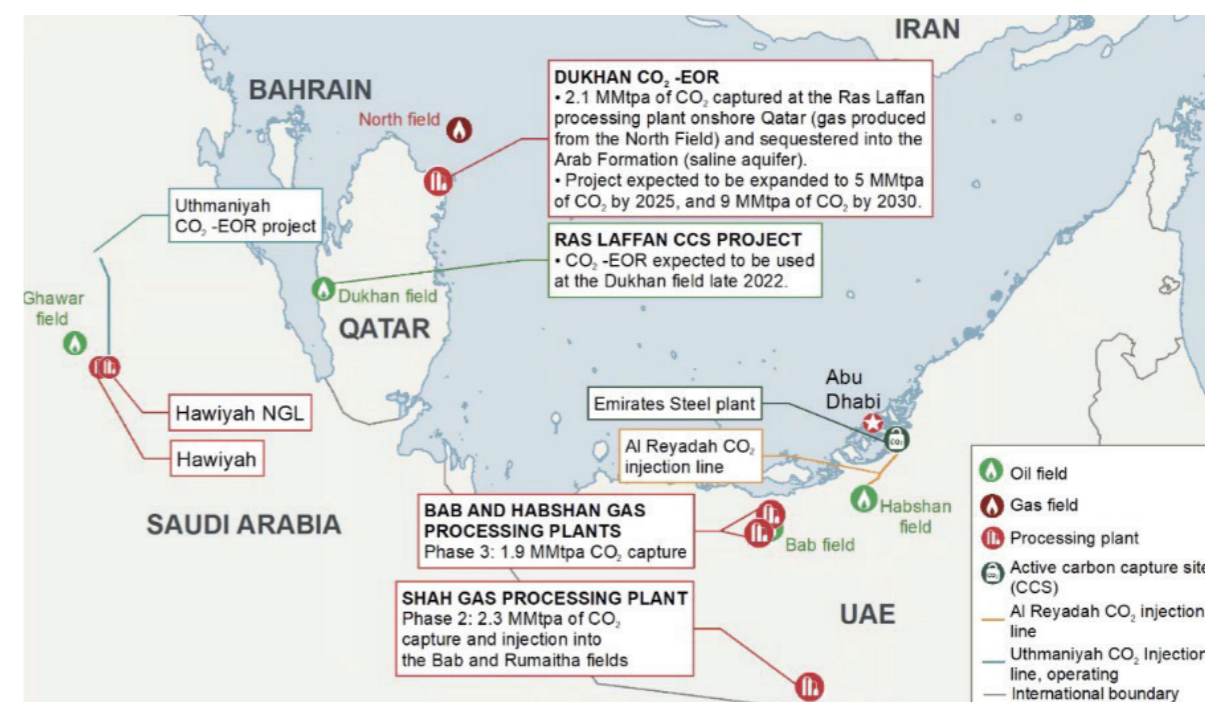 IRAN
BAHRAIN
North field
DUKHAN CO₂ -EOR
• 2.1 MMtpa of CO₂ captured at the Ras Laffan
processing plant onshore Qatar (gas produced
from the North Field) and sequestered into the
Arab Formation (saline aquifer).
• Project expected to be expanded to 5 MMtpa
of CO₂ by 2025, and 9 MMtpa of CO₂ by 2030.
Uthmaniyah
CO₂ -EOR project
RAS LAFFAN CCS PROJECT
• CO₂ -EOR expected to be used
at the Dukhan field late 2022.
Ghawar
field
Dukhan field
QATAR
Hawiyah NGL
Hawiyah
SAUDI ARABIA
Emirates Steel plant
Abu
Dhabi
CO₂
Al Reyadah CO₂
injection line
Habshan
field
BAB AND HABSHAN GAS
PROCESSING PLANTS
Phase 3: 1.9 MMtpa CO₂ capture
Bab field
SHAH GAS PROCESSING PLANT
Phase 2: 2.3 MMtpa of CO₂
capture and injection into
the Bab and Rumaitha fields
UAE
Oil field
Gas field
Processing plant
CO₂
Active carbon capture site
(CCS)
Al Reyadah CO₂ injection
line
Uthmaniyah CO₂ Injection
line, operating
International boundary